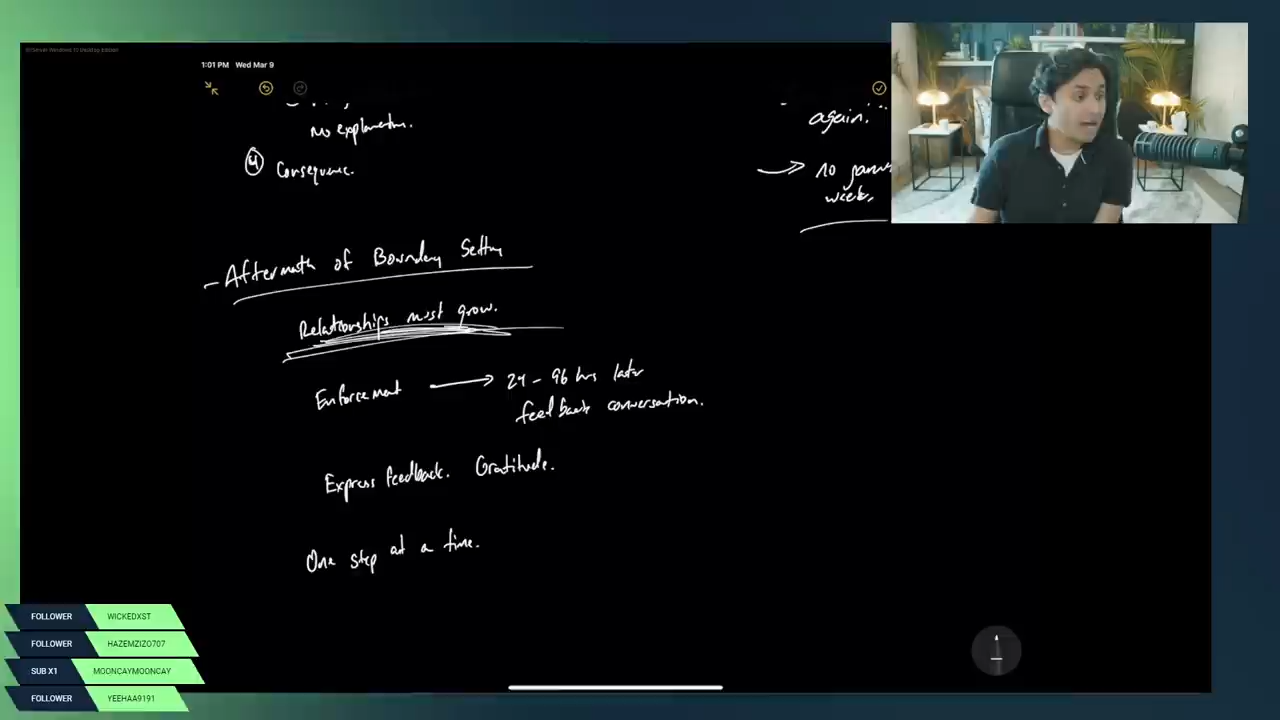 1:01 PM Wed Mar 9
no explanation.
again!
④ Consequence.
→ no games
weeks.
- Aftermath of Boundary Setting
Relationships must grow.
Enforcement → 24 - 96 hrs later
feedback conversation.
Express feedback. Gratitude.
One step at a time.
FOLLOWER WICKEDXST
FOLLOWER HAZEMZIZO707
SUB X1 MOONCAYMOONCAY
FOLLOWER YEEHAA9191